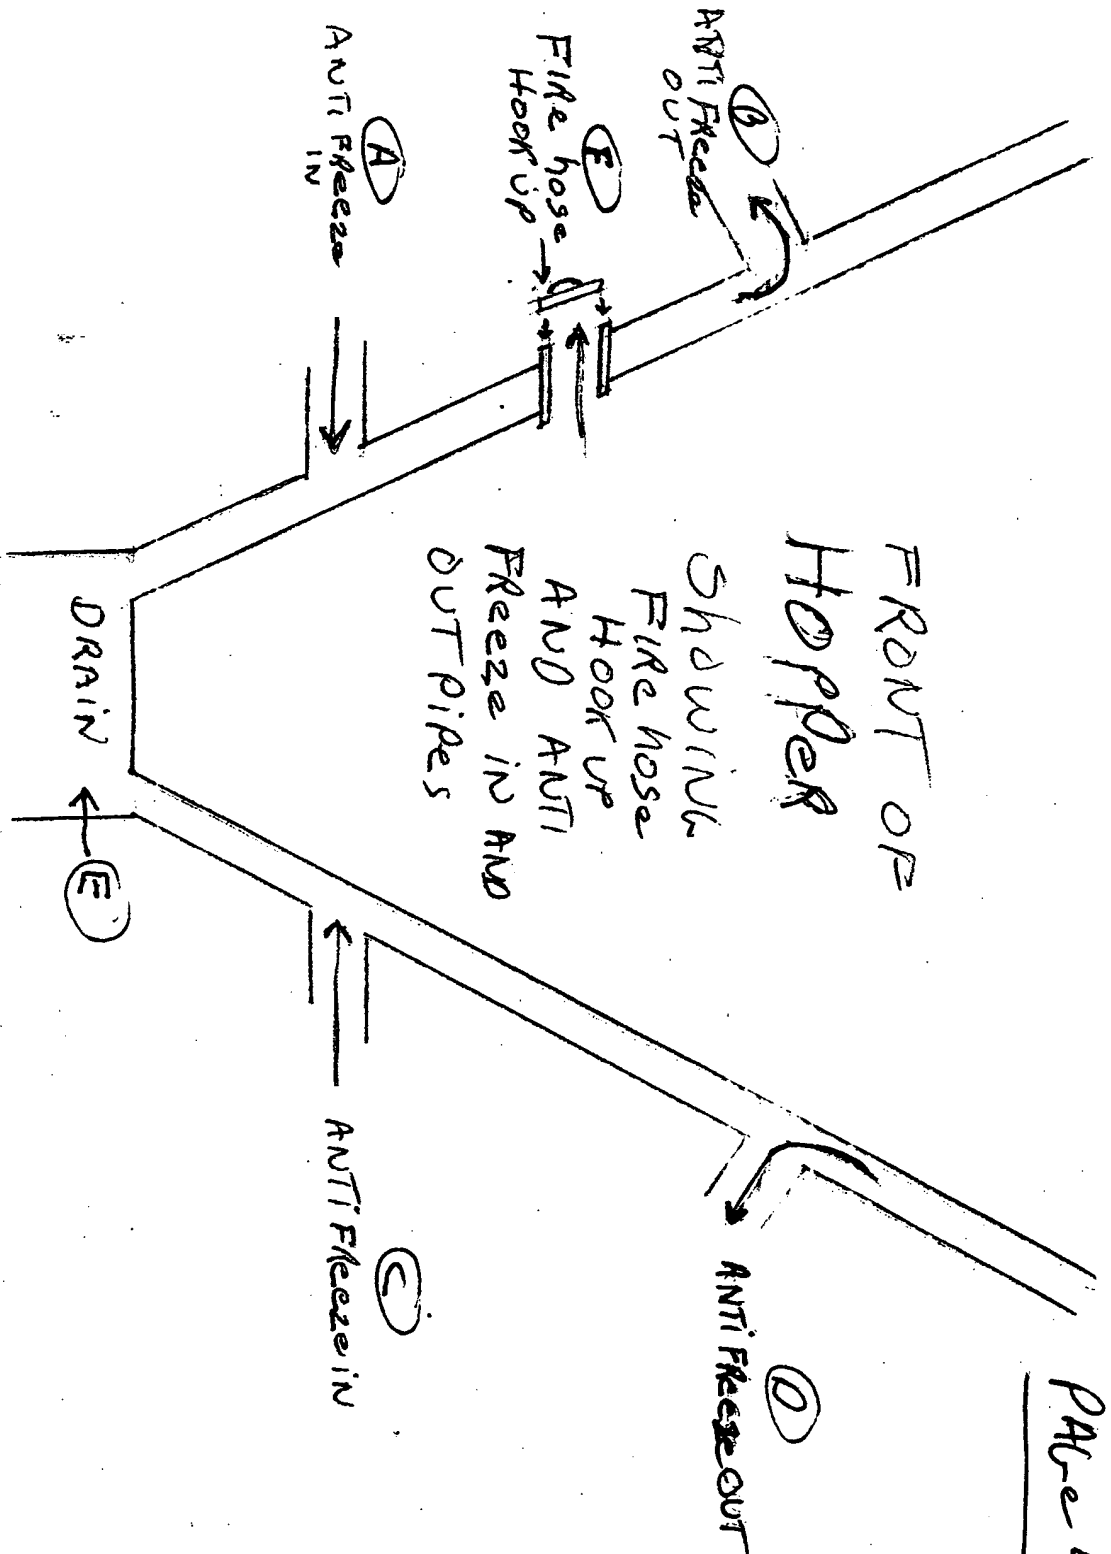 PAGe
FRONT OF
HOPPeR
ShowING
FIRe hose
HOOK UP
AND ANTI
FReeze IN AND
OUT PIPes
B
ANTI FReeze
OUT
D
ANTI FReeze OUT
F
FIRe hose
HOOK UP
A
ANTI FReeze
IN
C
ANTI FReeze IN
DRAIN
E